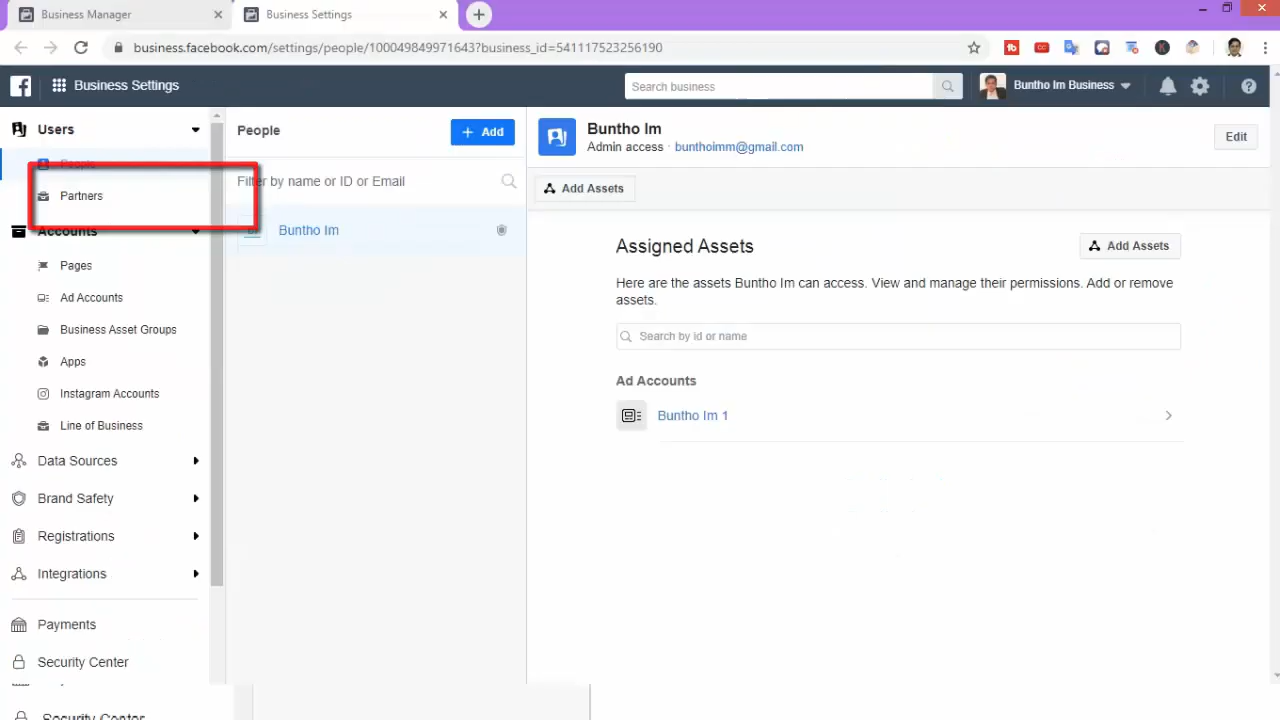 Business Manager
Business Settings
business.facebook.com/settings/people/100049849971643?business_id=541117523256190
Business Settings
Search business
Buntho Im Business
Users
People
Partners
Accounts
Pages
Ad Accounts
Business Asset Groups
Apps
Instagram Accounts
Line of Business
Data Sources
Brand Safety
Registrations
Integrations
Payments
Security Center
Security Center
People
+ Add
Filter by name or ID or Email
Buntho Im
Buntho Im
Admin access · bunthoimm@gmail.com
Edit
Add Assets
Assigned Assets
Add Assets
Here are the assets Buntho Im can access. View and manage their permissions. Add or remove
assets.
Search by id or name
Ad Accounts
Buntho Im 1